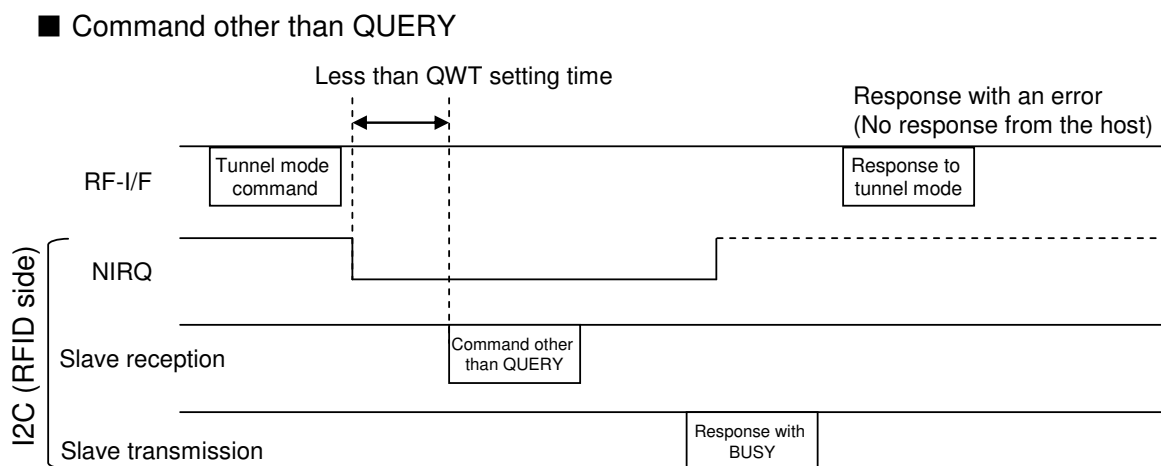 ■ Command other than QUERY
Less than QWT setting time
Response with an error
(No response from the host)
RF-I/F
Tunnel mode
command
Response to
tunnel mode
I2C (RFID side)
NIRQ
Slave reception
Command other
than QUERY
Slave transmission
Response with
BUSY